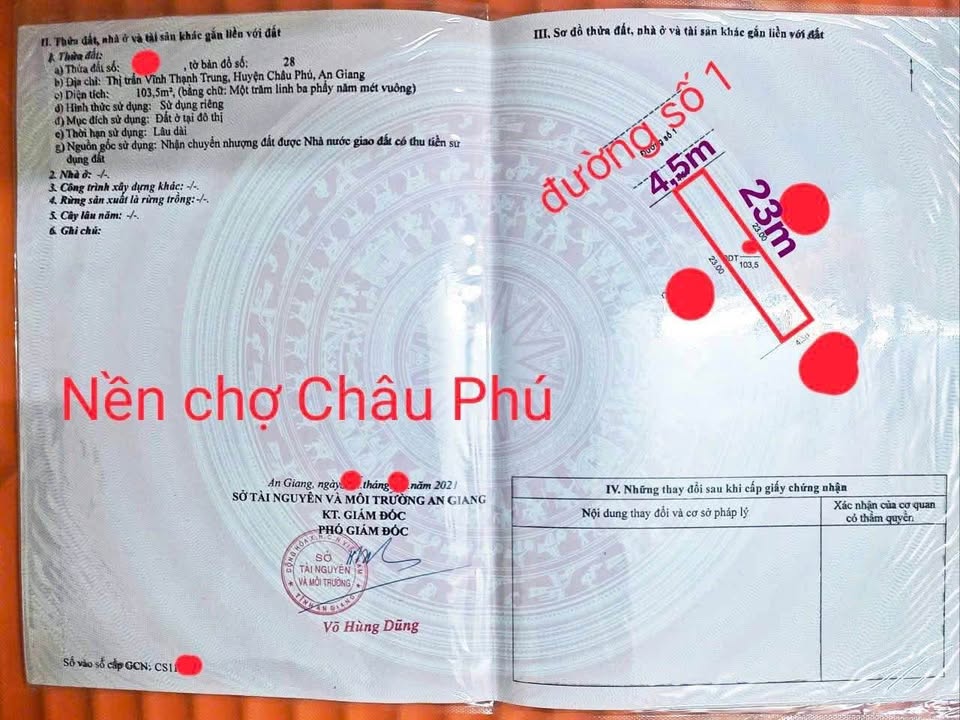 II. Thửa đất, nhà ở và tài sản khác gắn liền với đất
1. Thửa đất:
a) Thửa đất số: , tờ bản đồ số: 28
b) Địa chỉ: Thị trấn Vĩnh Thạnh Trung, Huyện Châu Phú, An Giang
c) Diện tích: 103,5m², (bằng chữ: Một trăm linh ba phẩy năm mét vuông)
d) Hình thức sử dụng: Sử dụng riêng
đ) Mục đích sử dụng: Đất ở tại đô thị
e) Thời hạn sử dụng: Lâu dài
g) Nguồn gốc sử dụng: Nhận chuyển nhượng đất được Nhà nước giao đất có thu tiền sử
dụng đất
2. Nhà ở: -/-.
3. Công trình xây dựng khác: -/-.
4. Rừng sản xuất là rừng trồng:-/-.
5. Cây lâu năm: -/-.
6. Ghi chú:
Nền chợ Châu Phú
An Giang, ngày tháng năm 2021
SỞ TÀI NGUYÊN VÀ MÔI TRƯỜNG AN GIANG
KT. GIÁM ĐỐC
PHÓ GIÁM ĐỐC
SỞ
TÀI NGUYÊN
VÀ MÔI TRƯỜNG
TỈNH AN GIANG
Võ Hùng Dũng
Số vào sổ cấp GCN: CS11
III. Sơ đồ thửa đất, nhà ở và tài sản khác gắn liền với đất
đường số 1
Đường số 1
4,5m
23m
23.00
23.00
ODT
103,5
IV. Những thay đổi sau khi cấp giấy chứng nhận
Nội dung thay đổi và cơ sở pháp lý
Xác nhận của cơ quan
có thẩm quyền